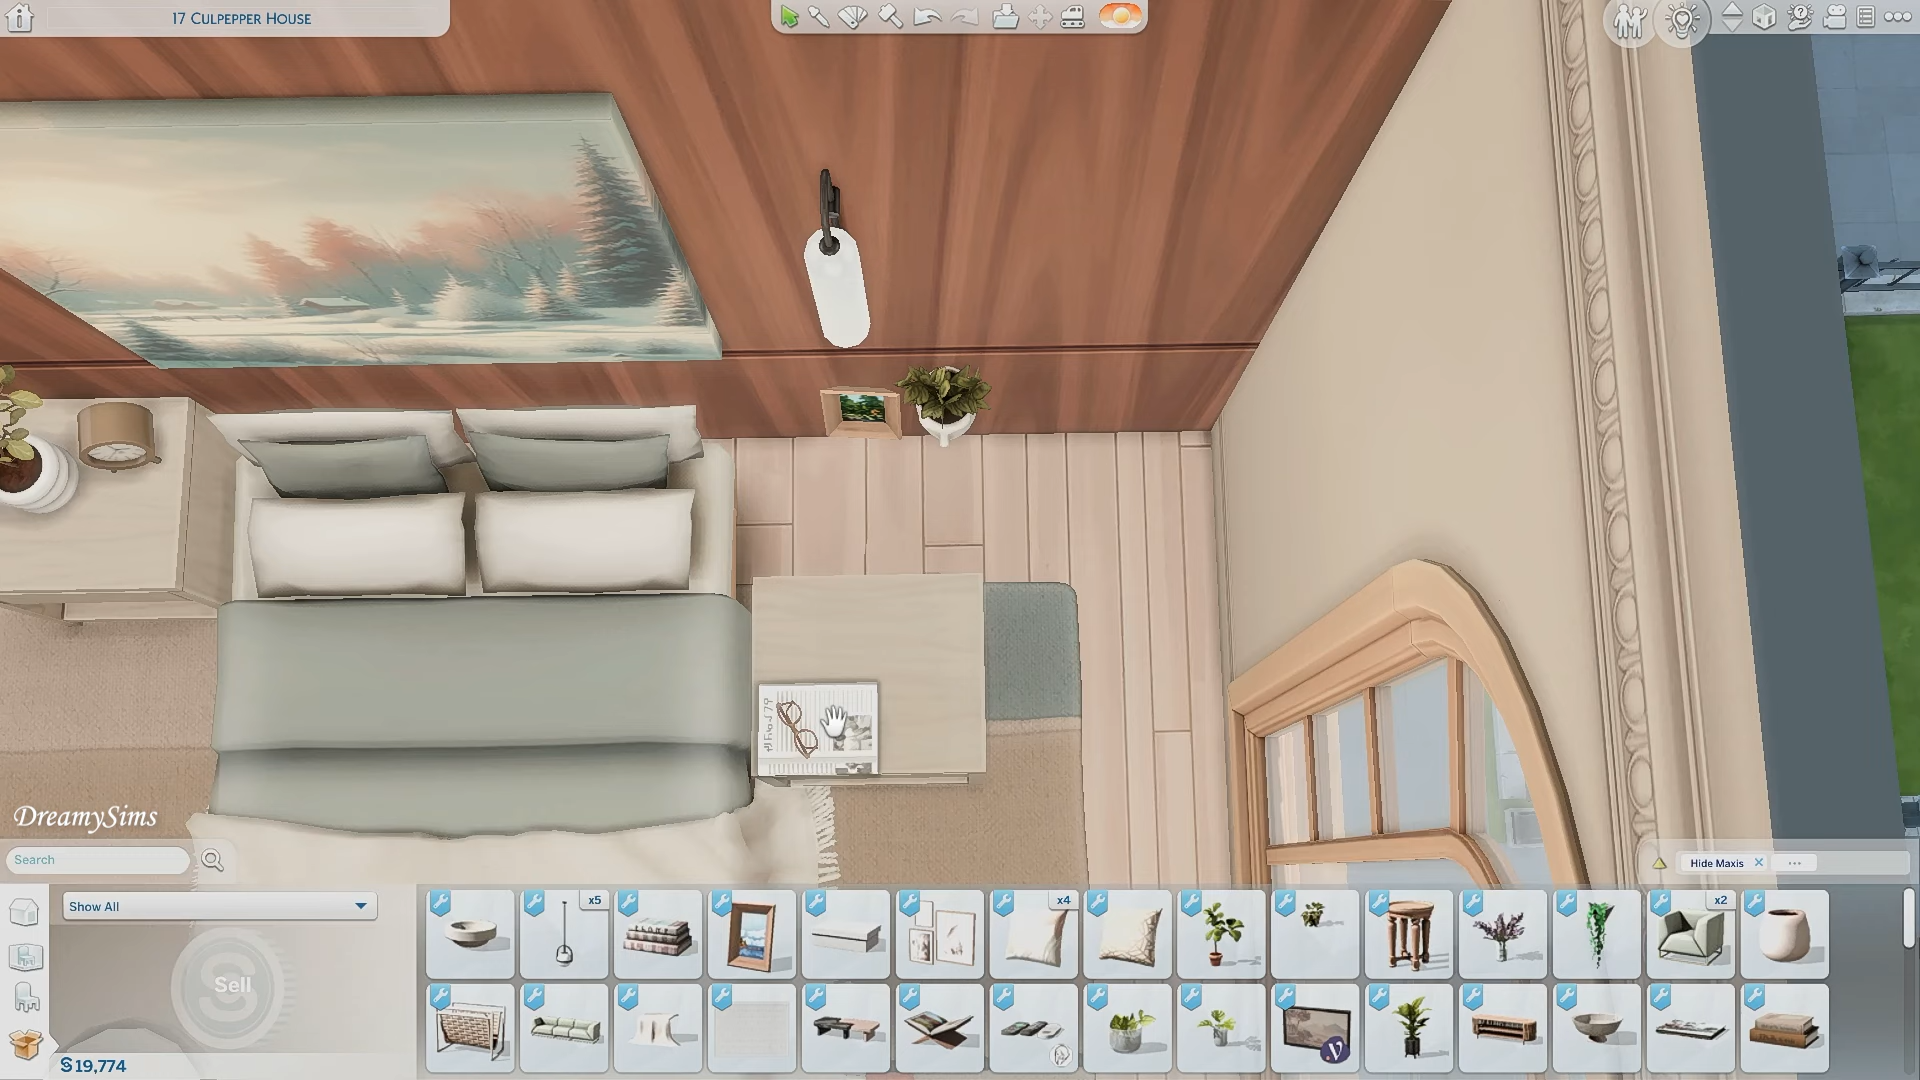 17 Culpepper House
DreamySims
Search
Hide Maxis
Show All
x5
x4
x2
Sell
§19,774